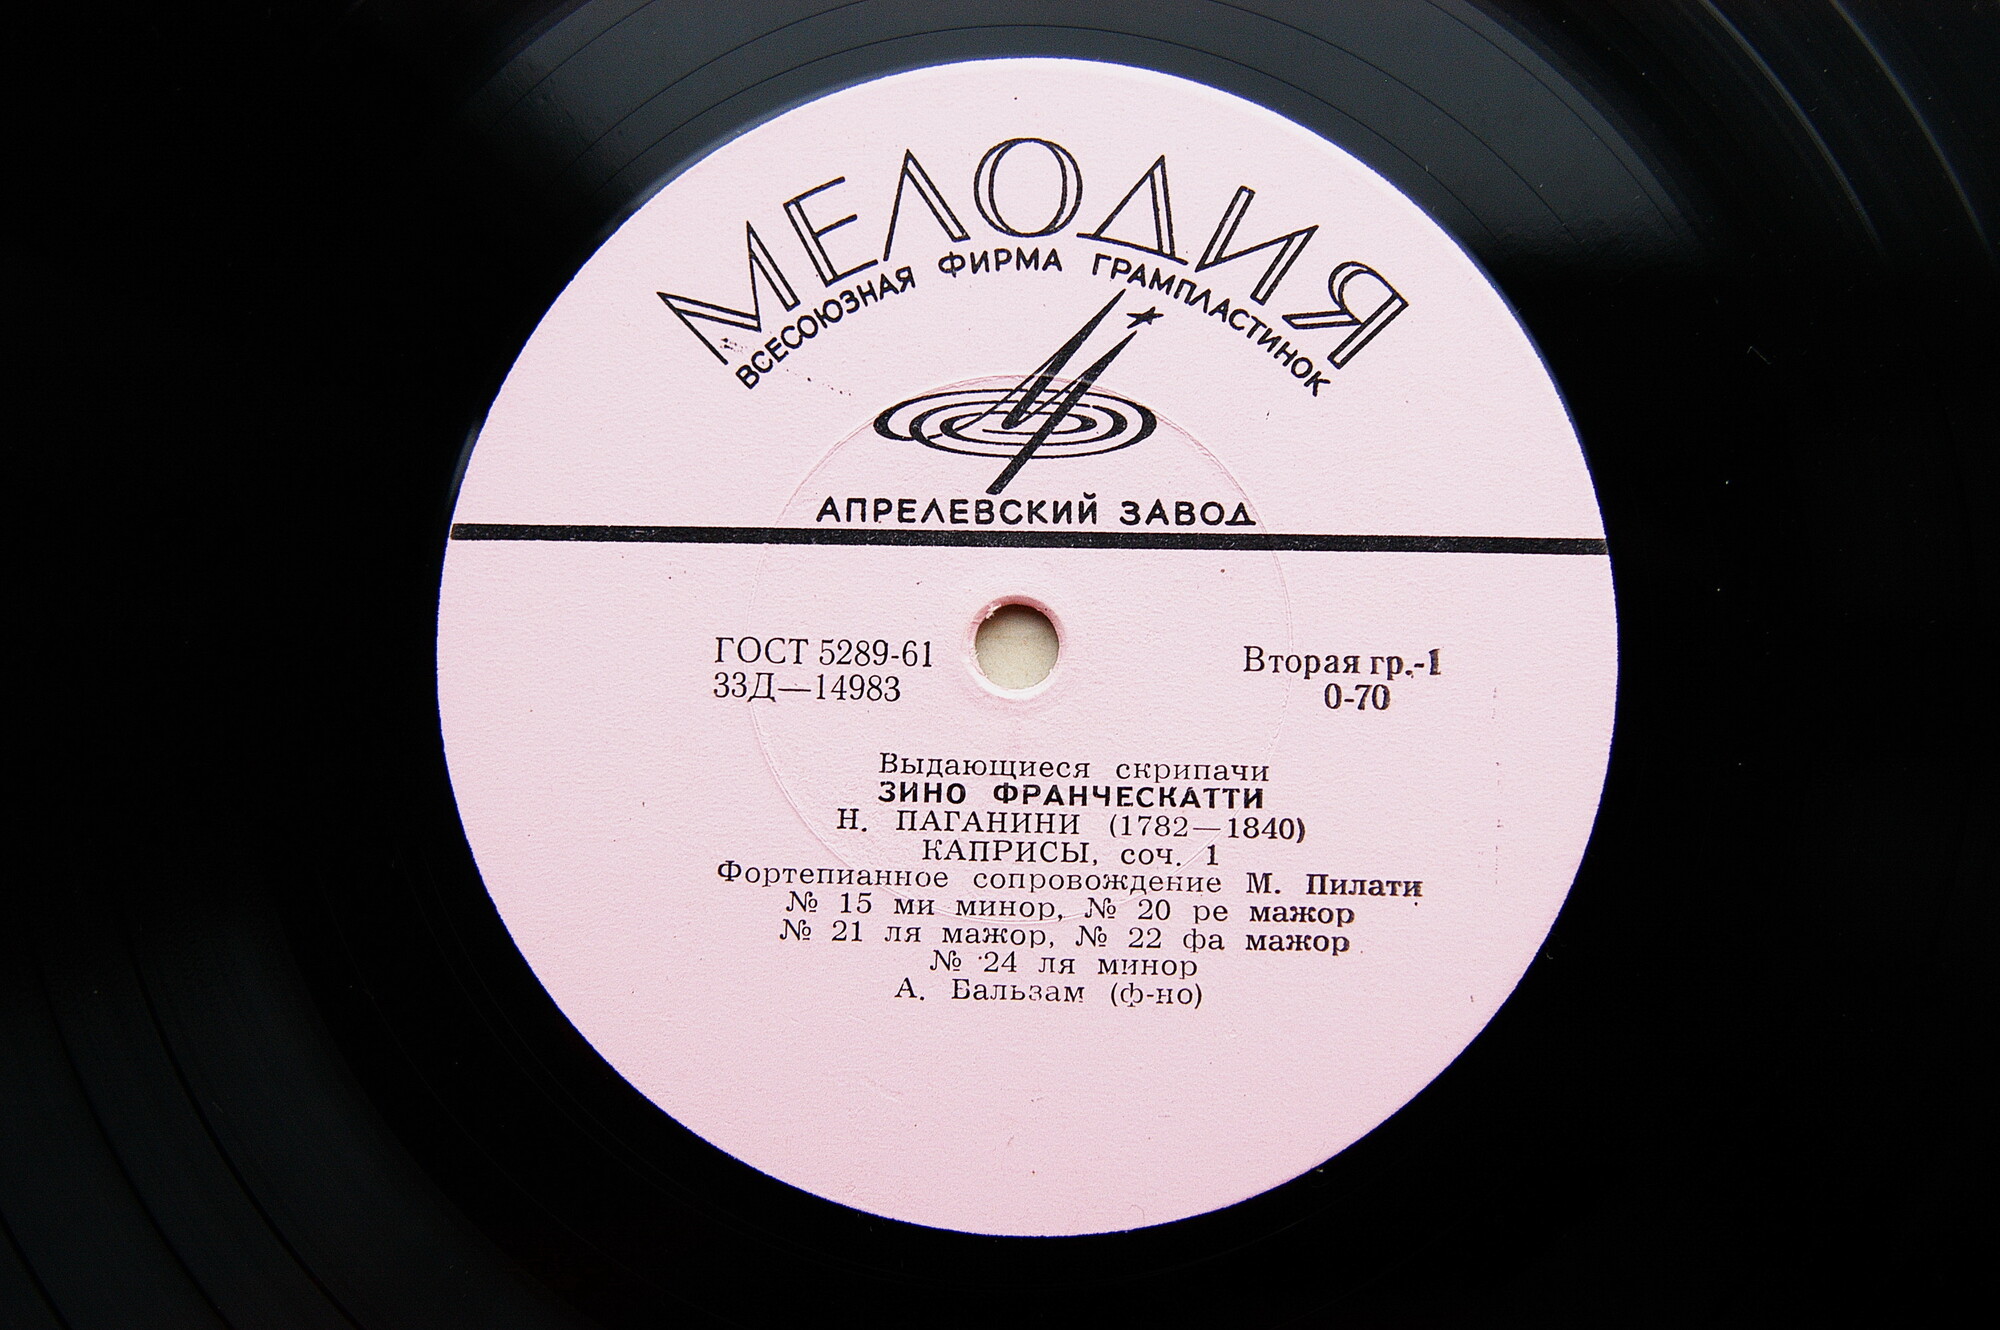 МЕЛОДИЯ
ВСЕСОЮЗНАЯ ФИРМА ГРАМПЛАСТИНОК
АПРЕЛЕВСКИЙ ЗАВОД
ГОСТ 5289-61
33Д—14983
Вторая гр.-1
0-70
Выдающиеся скрипачи
ЗИНО ФРАНЧЕСКАТТИ
Н. ПАГАНИНИ (1782—1840)
КАПРИСЫ, соч. 1
Фортепианное сопровождение М. Пилати
№ 15 ми минор, № 20 ре мажор
№ 21 ля мажор, № 22 фа мажор
№ 24 ля минор
А. Бальзам (ф-но)